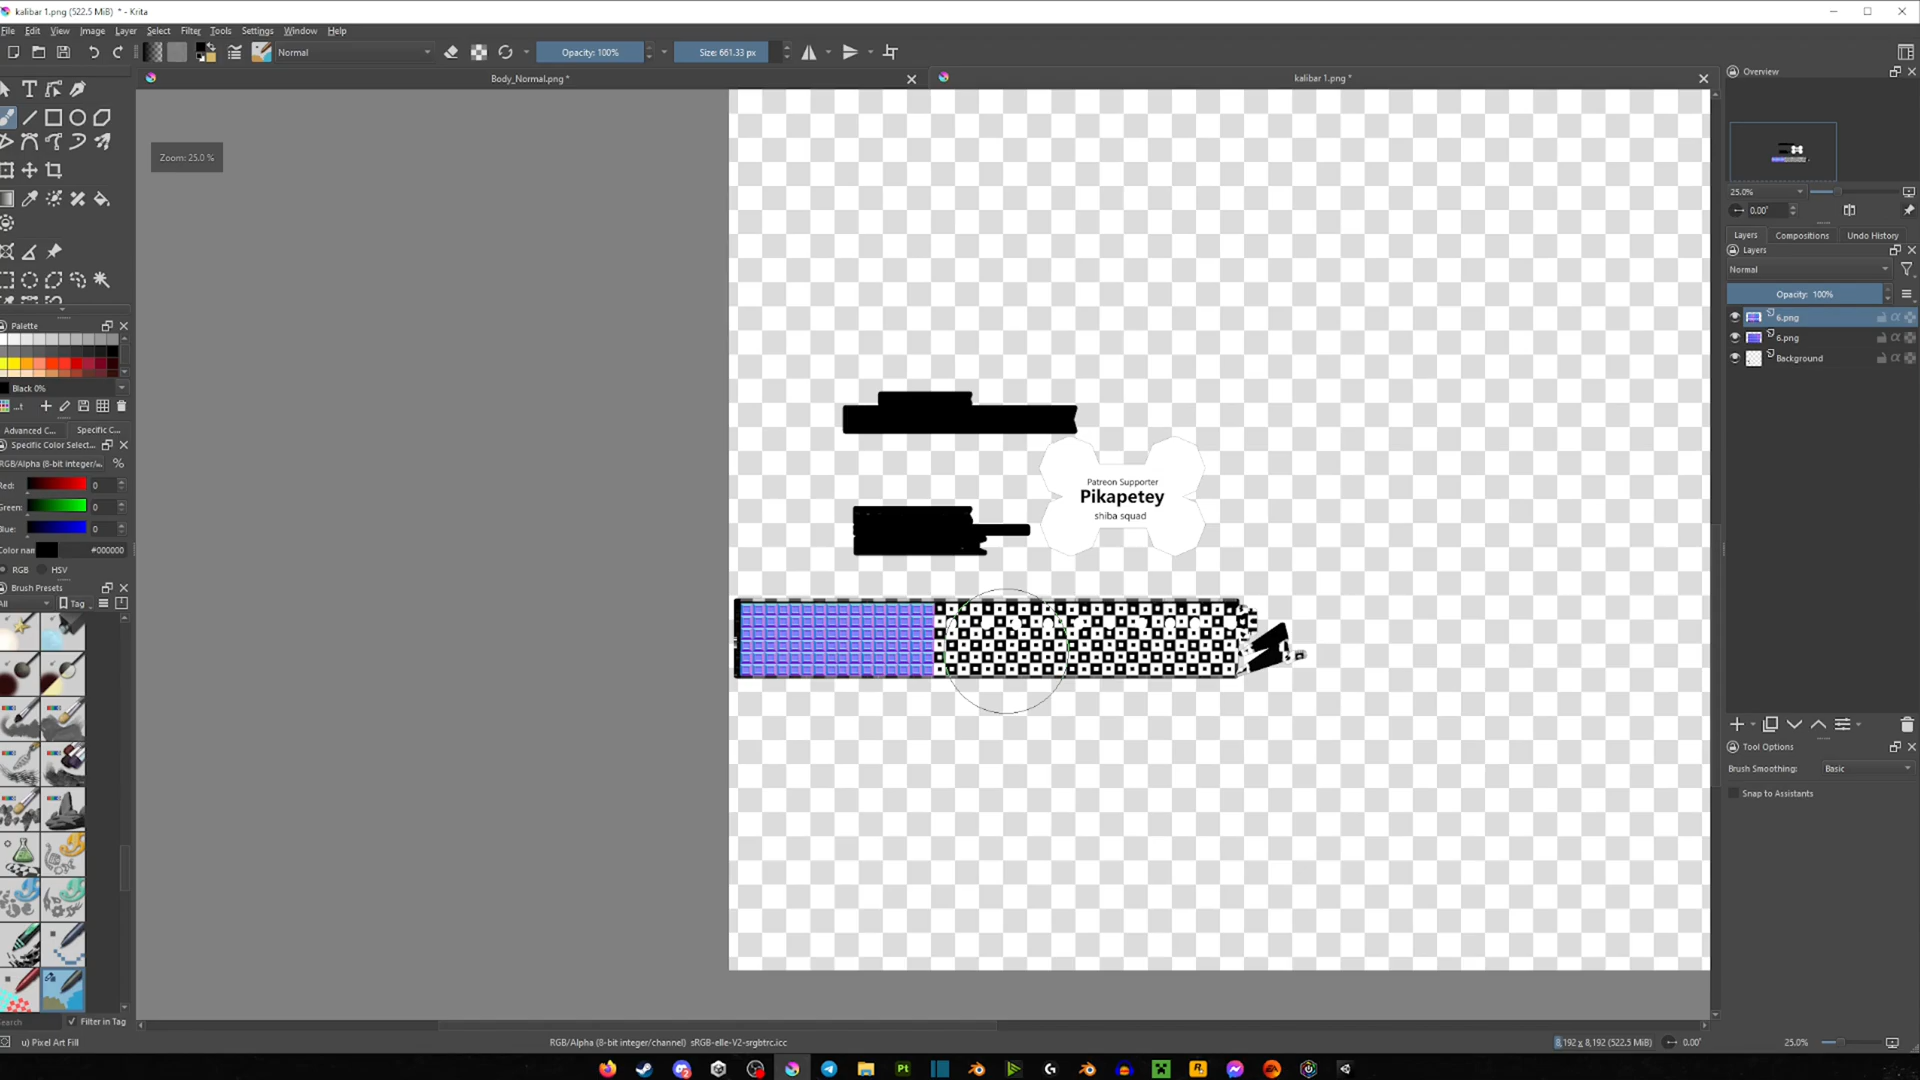 kalibar 1.png (522.5 MiB) * - Krita
File Edit View Image Layer Select Filter Tools Settings Window Help
Normal
Opacity: 100%
Size: 661.33 px
Body_Normal.png *
kalibar 1.png *
Overview
Zoom: 25.0 %
25.0%
0.00°
Layers Compositions Undo History
Layers
Normal
Opacity: 100%
6.png
6.png
Background
Palette
Black 0%
...t
Advanced C...
Specific C...
Specific Color Select...
RGB/Alpha (8-bit integer/...
%
Red: 0
Green: 0
Blue: 0
Color nam #000000
RGB HSV
Brush Presets
All
Tag
Patreon Supporter
Pikapetey
shiba squad
Tool Options
Brush Smoothing: Basic
Snap to Assistants
Search
Filter in Tag
u) Pixel Art Fill
RGB/Alpha (8-bit integer/channel) sRGB-elle-V2-srgbtrc.icc
8,192 x 8,192 (522.5 MiB)
0.00°
25.0%
Pt